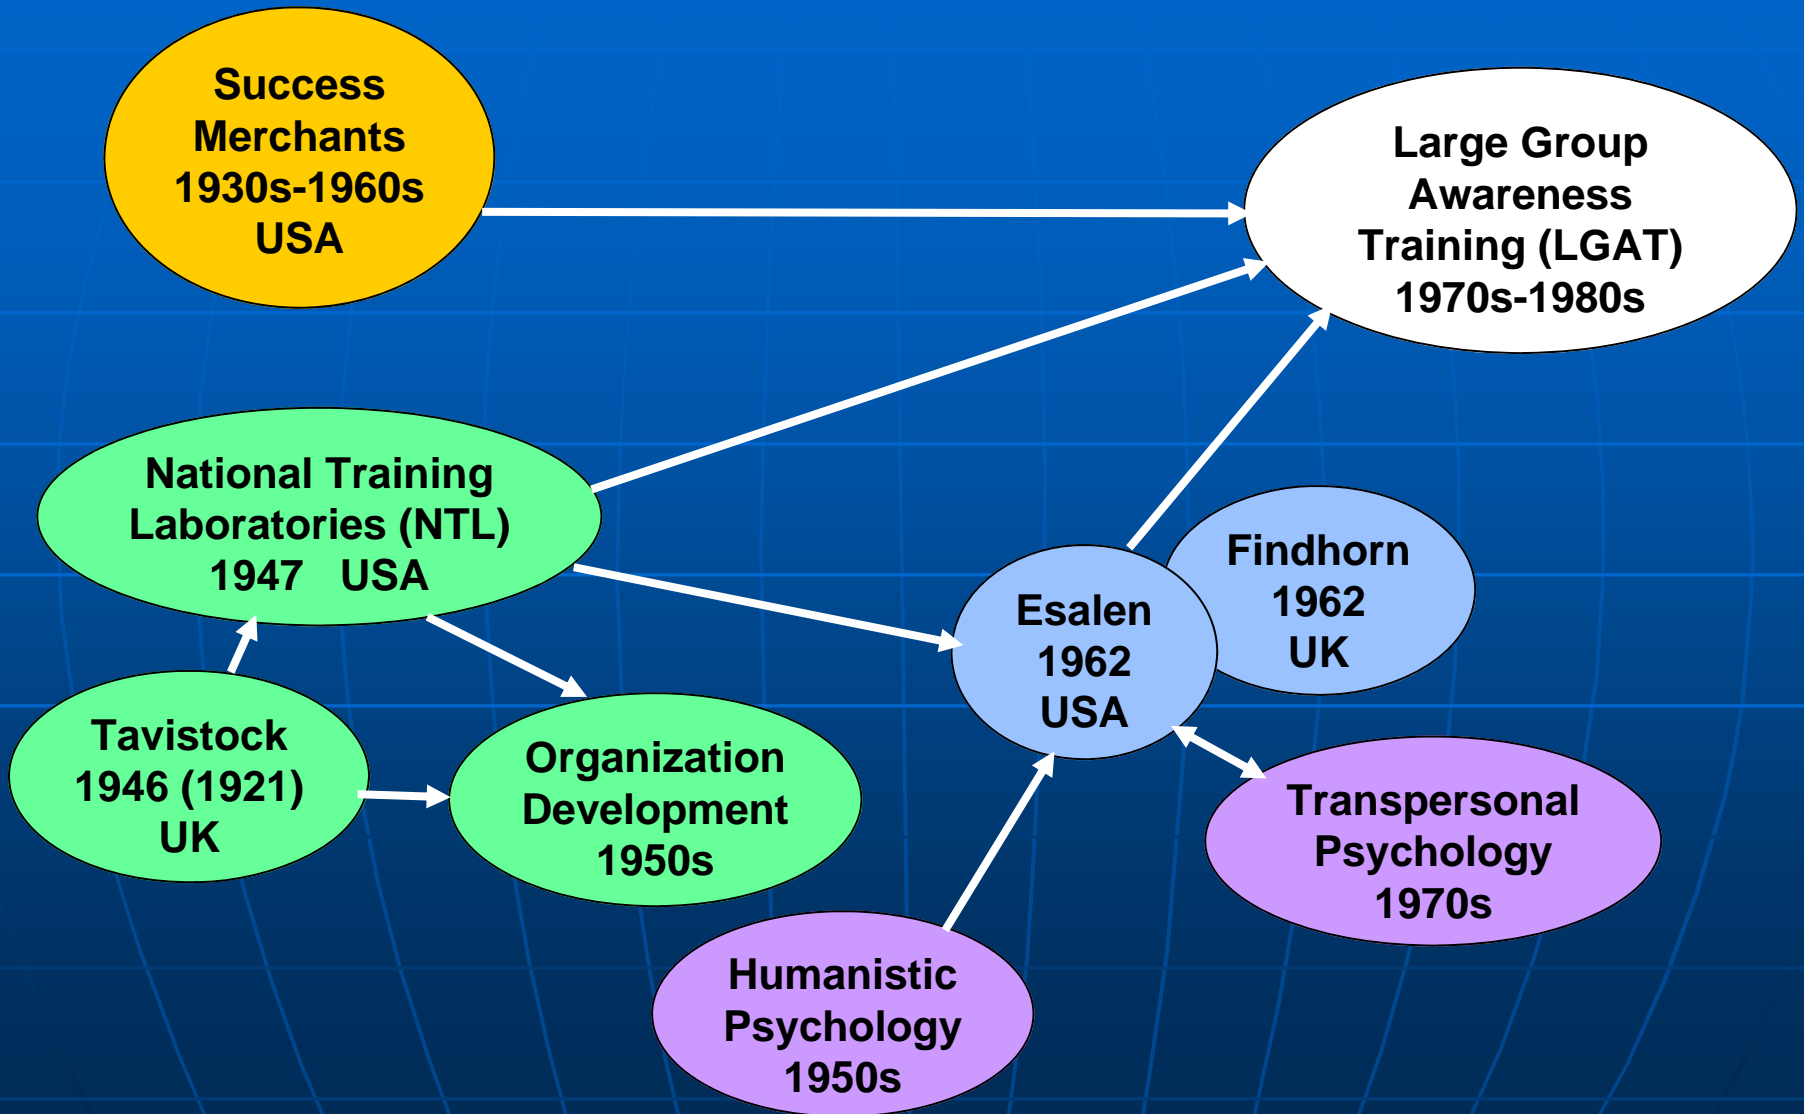 Success
Merchants
1930s-1960s
USA
Large Group
Awareness
Training (LGAT)
1970s-1980s
National Training
Laboratories (NTL)
1947 USA
Findhorn
1962
UK
Esalen
1962
USA
Tavistock
1946 (1921)
UK
Organization
Development
1950s
Transpersonal
Psychology
1970s
Humanistic
Psychology
1950s